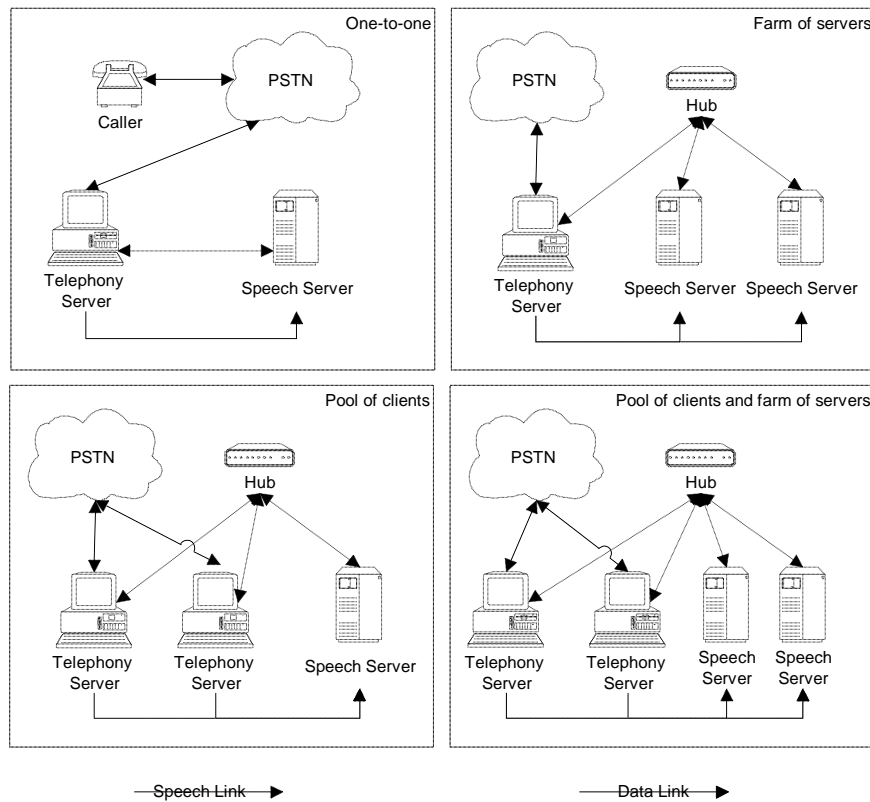 One-to-one
PSTN
Caller
Telephony
Server
Speech Server
Farm of servers
PSTN
Hub
Telephony
Server
Speech Server
Speech Server
Pool of clients
PSTN
Hub
Telephony
Server
Telephony
Server
Speech Server
Pool of clients and farm of servers
PSTN
Hub
Telephony
Server
Telephony
Server
Speech
Server
Speech
Server
Speech Link
Data Link